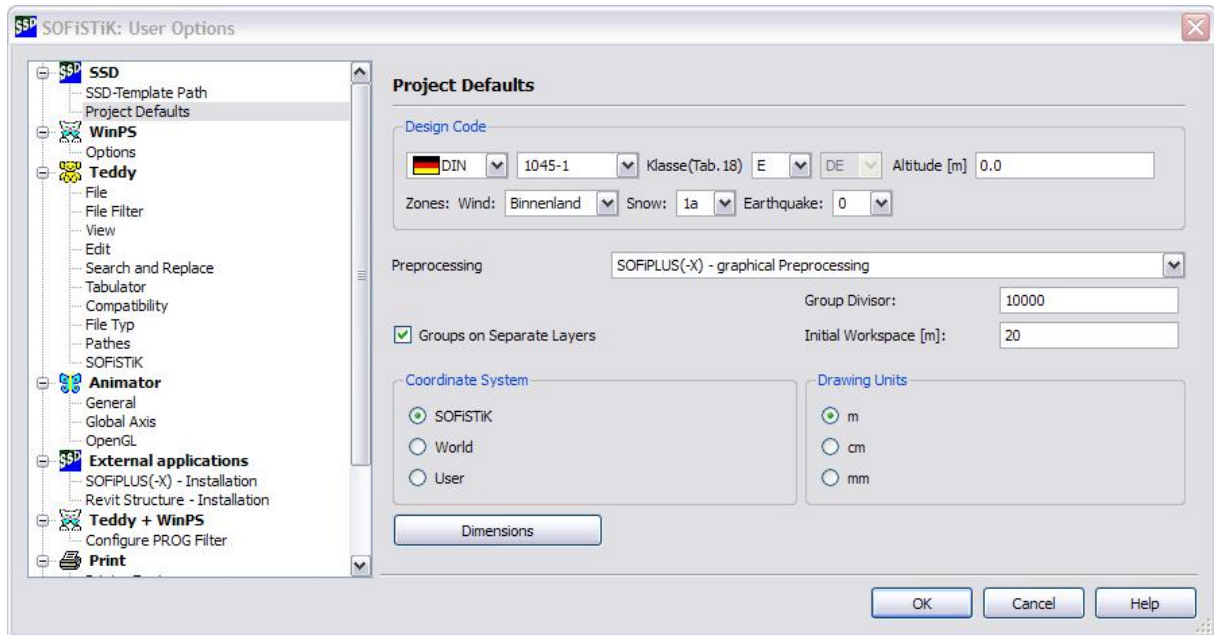 SSD SOFiSTiK: User Options
SSD SSD
SSD-Template Path
Project Defaults
WinPS
Options
Teddy
File
File Filter
View
Edit
Search and Replace
Tabulator
Compatibility
File Typ
Pathes
SOFiSTiK
Animator
General
Global Axis
OpenGL
SSD External applications
SOFiPLUS(-X) - Installation
Revit Structure - Installation
Teddy + WinPS
Configure PROG Filter
Print
Project Defaults
Design Code
DIN 1045-1 Klasse(Tab.18) E DE Altitude [m] 0.0
Zones: Wind: Binnenland Snow: 1a Earthquake: 0
Preprocessing SOFiPLUS(-X) - graphical Preprocessing
Group Divisor: 10000
Groups on Separate Layers Initial Workspace [m]: 20
Coordinate System
SOFiSTiK
World
User
Drawing Units
m
cm
mm
Dimensions
OK Cancel Help